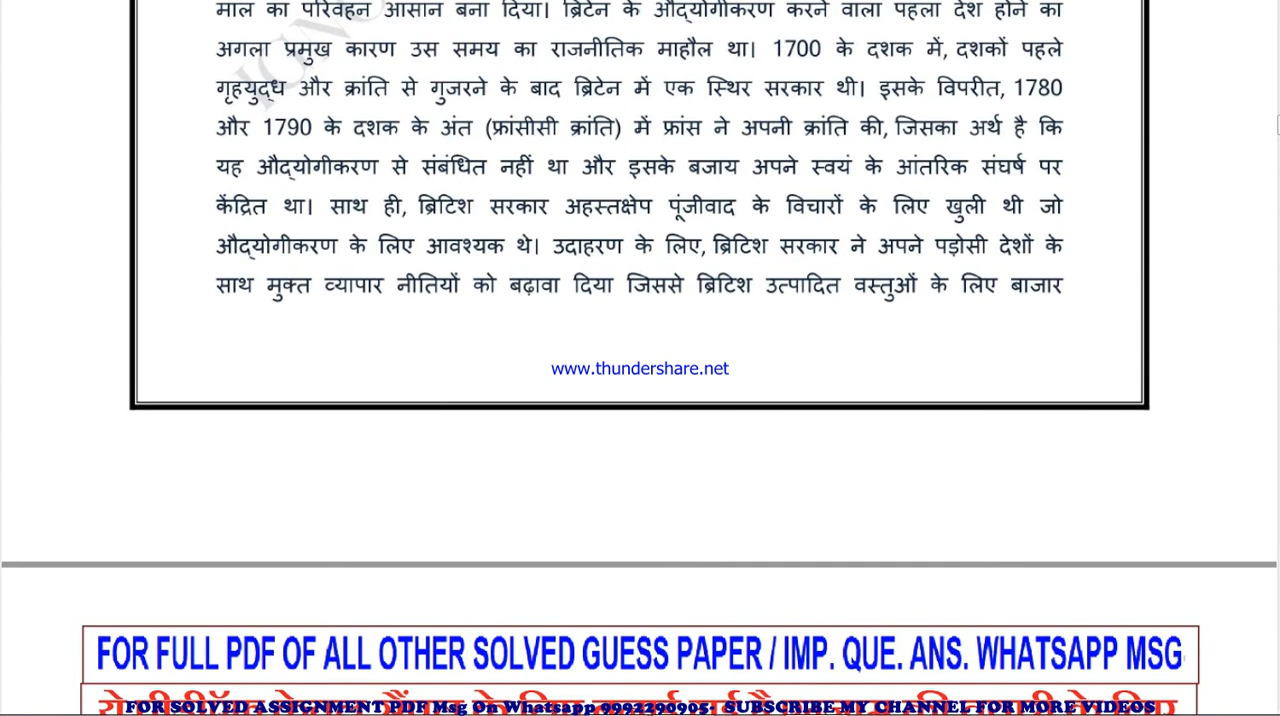 माल का परिवहन आसान बना दिया। ब्रिटेन के औद्योगीकरण करने वाला पहला देश होने का
अगला प्रमुख कारण उस समय का राजनीतिक माहौल था। 1700 के दशक में, दशकों पहले
गृहयुद्ध और क्रांति से गुजरने के बाद ब्रिटेन में एक स्थिर सरकार थी। इसके विपरीत, 1780
और 1790 के दशक के अंत (फ्रांसीसी क्रांति) में फ्रांस ने अपनी क्रांति की, जिसका अर्थ है कि
यह औद्योगीकरण से संबंधित नहीं था और इसके बजाय अपने स्वयं के आंतरिक संघर्ष पर
केंद्रित था। साथ ही, ब्रिटिश सरकार अहस्तक्षेप पूंजीवाद के विचारों के लिए खुली थी जो
औद्योगीकरण के लिए आवश्यक थे। उदाहरण के लिए, ब्रिटिश सरकार ने अपने पड़ोसी देशों के
साथ मुक्त व्यापार नीतियों को बढ़ावा दिया जिससे ब्रिटिश उत्पादित वस्तुओं के लिए बाजार
www.thundershare.net
FOR FULL PDF OF ALL OTHER SOLVED GUESS PAPER / IMP. QUE. ANS. WHATSAPP MSG
FOR SOLVED ASSIGNMENT PDF Msg On Whatsapp 9992290905- SUBSCRIBE MY CHANNEL FOR MORE VIDEOS